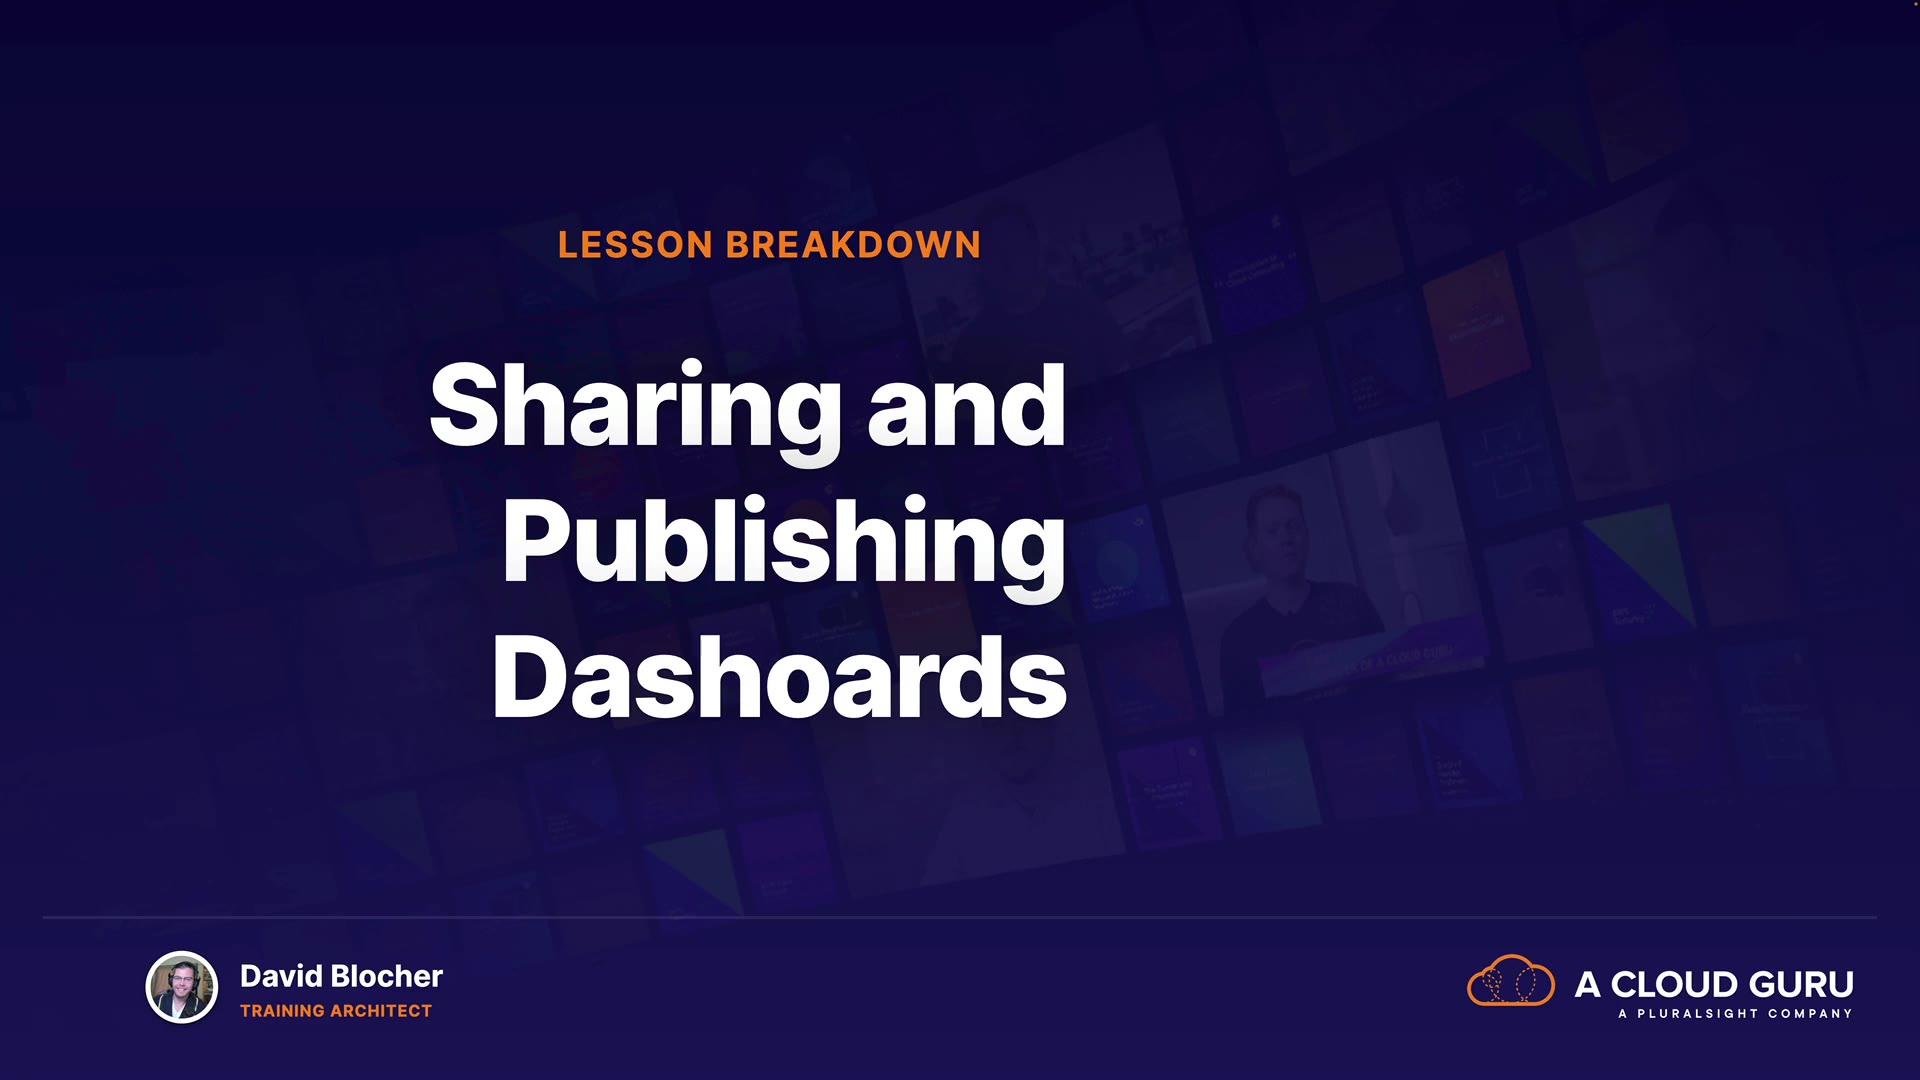 LESSON BREAKDOWN
Sharing and
Publishing
Dashoards
David Blocher
TRAINING ARCHITECT
A CLOUD GURU
A PLURALSIGHT COMPANY